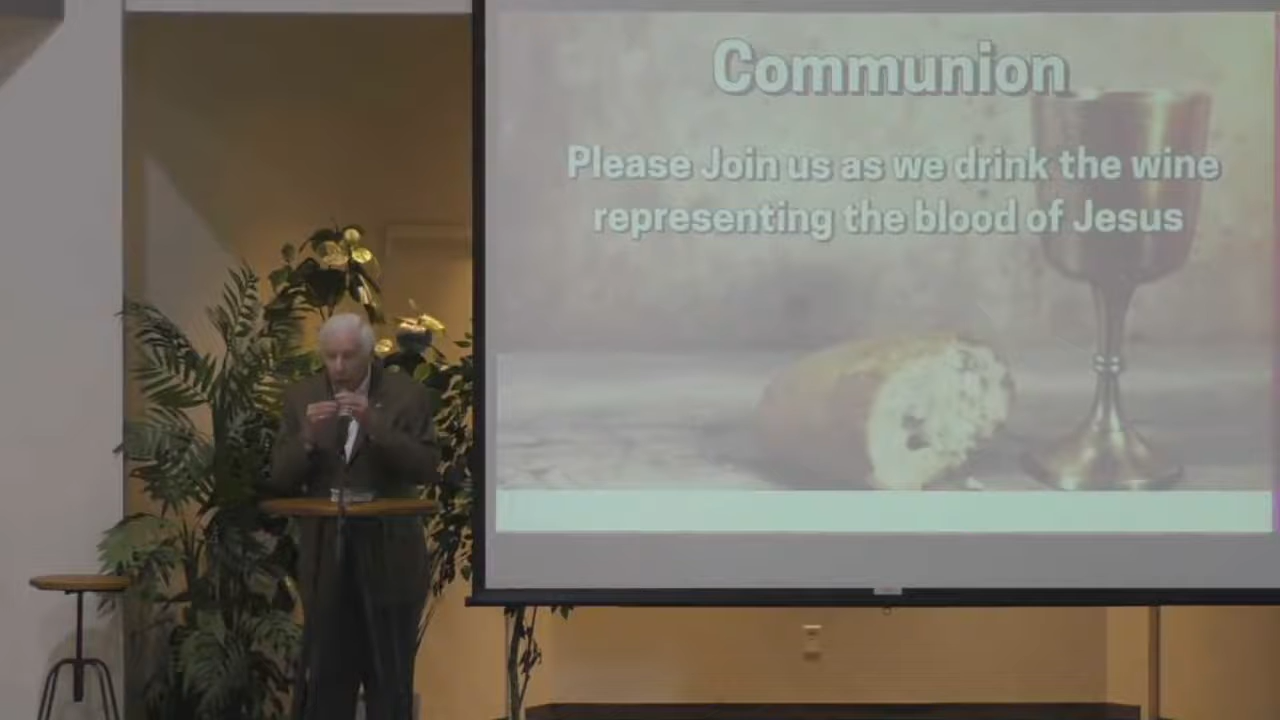 Communion
Please Join us as we drink the wine
representing the blood of Jesus